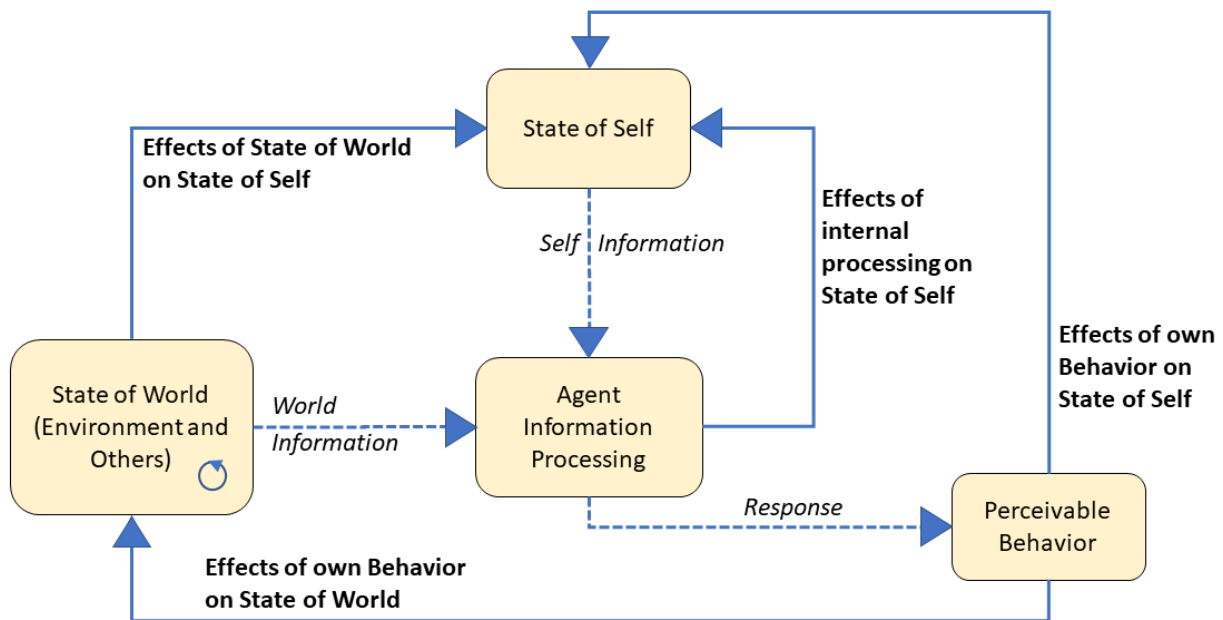 State of Self
Effects of State of World
on State of Self
Self Information
Effects of
internal
processing on
State of Self
Effects of own
Behavior on
State of Self
State of World
(Environment and
Others)
World
Information
Agent
Information
Processing
Response
Perceivable
Behavior
Effects of own Behavior
on State of World